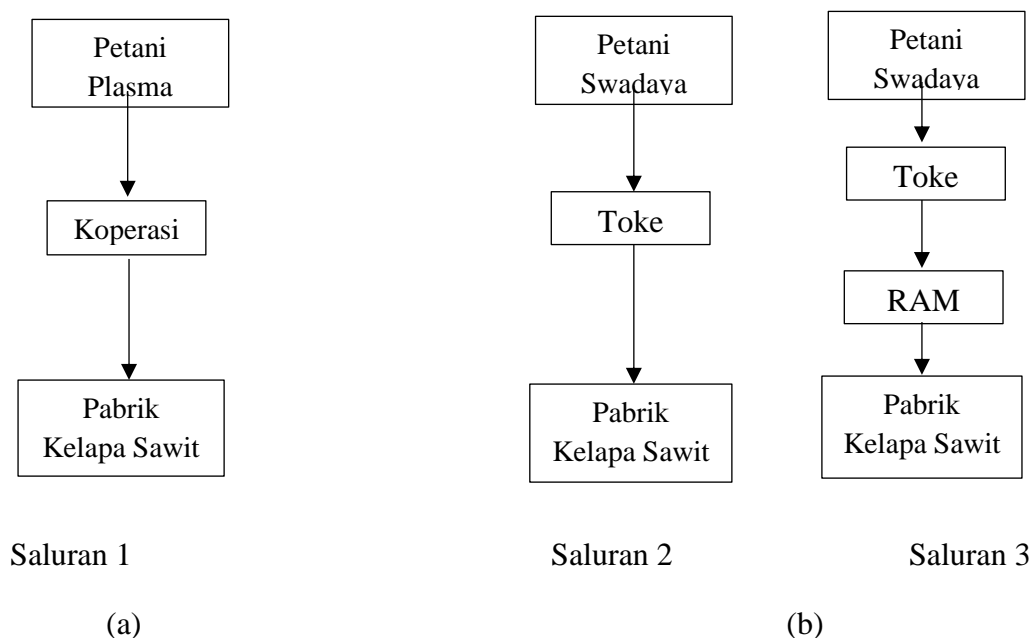 Petani
Plasma
Koperasi
Pabrik
Kelapa Sawit
Saluran 1
(a)
Petani
Swadaya
Toke
Pabrik
Kelapa Sawit
Saluran 2
Petani
Swadaya
Toke
RAM
Pabrik
Kelapa Sawit
Saluran 3
(b)